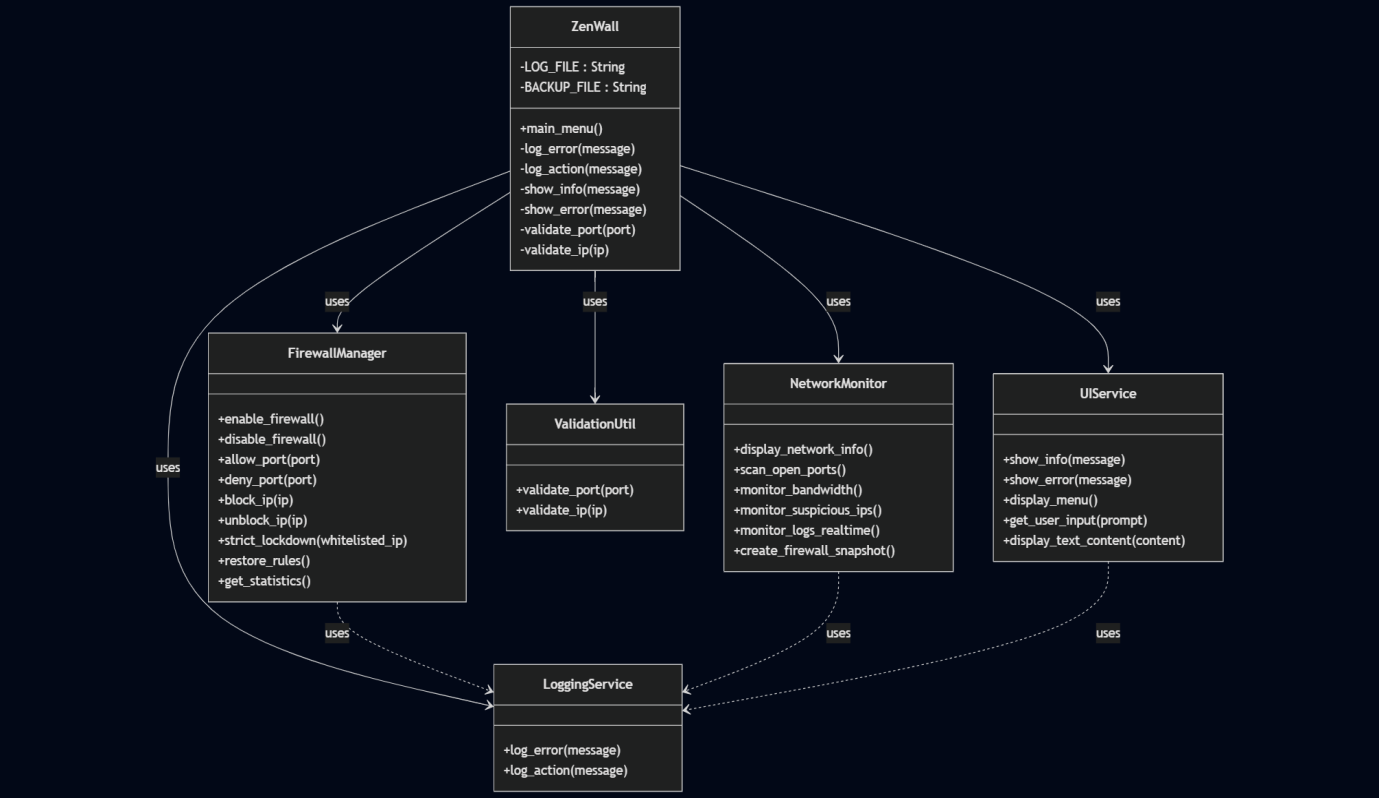 ZenWall
-LOG_FILE : String
-BACKUP_FILE : String
+main_menu()
-log_error(message)
-log_action(message)
-show_info(message)
-show_error(message)
-validate_port(port)
-validate_ip(ip)
uses
uses
uses
uses
FirewallManager
+enable_firewall()
+disable_firewall()
+allow_port(port)
+deny_port(port)
+block_ip(ip)
+unblock_ip(ip)
+strict_lockdown(whitelisted_ip)
+restore_rules()
+get_statistics()
ValidationUtil
+validate_port(port)
+validate_ip(ip)
NetworkMonitor
+display_network_info()
+scan_open_ports()
+monitor_bandwidth()
+monitor_suspicious_ips()
+monitor_logs_realtime()
+create_firewall_snapshot()
UIService
+show_info(message)
+show_error(message)
+display_menu()
+get_user_input(prompt)
+display_text_content(content)
uses
uses
uses
uses
LoggingService
+log_error(message)
+log_action(message)